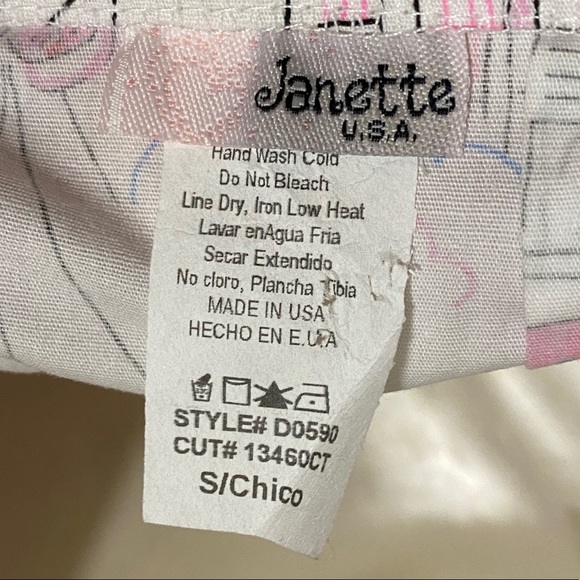 Janette
U.S.A.
Hand Wash Cold
Do Not Bleach
Line Dry, Iron Low Heat
Lavar enAgua Fria
Secar Extendido
No cloro, Plancha Tibia
MADE IN USA
HECHO EN E.U.A
STYLE# D0590
CUT# 13460CT
S/Chico